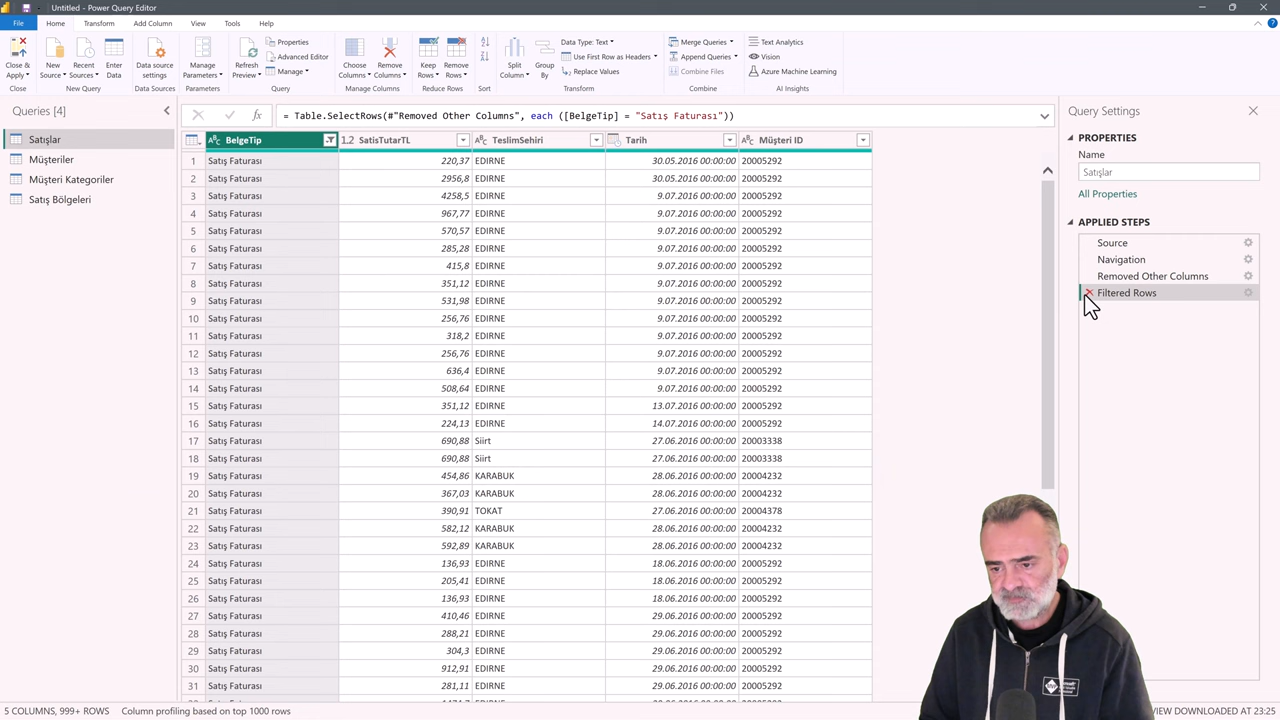 Untitled - Power Query Editor
File Home Transform Add Column View Tools Help
Close & Apply
New Source
Recent Sources
Enter Data
Data source settings
Manage Parameters
Refresh Preview
Properties
Advanced Editor
Manage
Choose Columns
Remove Columns
Keep Rows
Remove Rows
Split Column
Group By
Data Type: Text
Use First Row as Headers
Replace Values
Merge Queries
Append Queries
Combine Files
Text Analytics
Vision
Azure Machine Learning
Close New Query Data Sources Parameters Query Manage Columns Reduce Rows Sort Transform Combine AI Insights
Queries [4]
Satışlar
Müşteriler
Müşteri Kategoriler
Satış Bölgeleri
fx = Table.SelectRows(#"Removed Other Columns", each ([BelgeTip] = "Satış Faturası"))
BelgeTip 1.2 SatisTutarTL TeslimSehiri Tarih Müşteri ID
1 Satış Faturası 220,37 EDIRNE 30.05.2016 00:00:00 20005292
2 Satış Faturası 2956,8 EDIRNE 30.05.2016 00:00:00 20005292
3 Satış Faturası 4258,5 EDIRNE 9.07.2016 00:00:00 20005292
4 Satış Faturası 967,77 EDIRNE 9.07.2016 00:00:00 20005292
5 Satış Faturası 570,57 EDIRNE 9.07.2016 00:00:00 20005292
6 Satış Faturası 285,28 EDIRNE 9.07.2016 00:00:00 20005292
7 Satış Faturası 415,8 EDIRNE 9.07.2016 00:00:00 20005292
8 Satış Faturası 351,12 EDIRNE 9.07.2016 00:00:00 20005292
9 Satış Faturası 531,98 EDIRNE 9.07.2016 00:00:00 20005292
10 Satış Faturası 256,76 EDIRNE 9.07.2016 00:00:00 20005292
11 Satış Faturası 318,2 EDIRNE 9.07.2016 00:00:00 20005292
12 Satış Faturası 256,76 EDIRNE 9.07.2016 00:00:00 20005292
13 Satış Faturası 636,4 EDIRNE 9.07.2016 00:00:00 20005292
14 Satış Faturası 508,64 EDIRNE 9.07.2016 00:00:00 20005292
15 Satış Faturası 351,12 EDIRNE 13.07.2016 00:00:00 20005292
16 Satış Faturası 224,13 EDIRNE 14.07.2016 00:00:00 20005292
17 Satış Faturası 690,88 Siirt 27.06.2016 00:00:00 20003338
18 Satış Faturası 690,88 Siirt 27.06.2016 00:00:00 20003338
19 Satış Faturası 454,86 KARABUK 28.06.2016 00:00:00 20004232
20 Satış Faturası 367,03 KARABUK 28.06.2016 00:00:00 20004232
21 Satış Faturası 390,91 TOKAT 27.06.2016 00:00:00 20004378
22 Satış Faturası 582,12 KARABUK 28.06.2016 00:00:00 20004232
23 Satış Faturası 592,89 KARABUK 28.06.2016 00:00:00 20004232
24 Satış Faturası 136,93 EDIRNE 18.06.2016 00:00:00 20005292
25 Satış Faturası 205,41 EDIRNE 18.06.2016 00:00:00 20005292
26 Satış Faturası 136,93 EDIRNE 18.06.2016 00:00:00 20005292
27 Satış Faturası 410,46 EDIRNE 29.06.2016 00:00:00 20005292
28 Satış Faturası 288,21 EDIRNE 29.06.2016 00:00:00 20005292
29 Satış Faturası 304,3 EDIRNE 29.06.2016 00:00:00 20005292
30 Satış Faturası 912,91 EDIRNE 29.06.2016 00:00:00 20005292
31 Satış Faturası 281,11 EDIRNE 29.06.2016 00:00:00 20005292
Query Settings
PROPERTIES
Name
Satışlar
All Properties
APPLIED STEPS
Source
Navigation
Removed Other Columns
Filtered Rows
5 COLUMNS, 999+ ROWS Column profiling based on top 1000 rows
VIEW DOWNLOADED AT 23:25